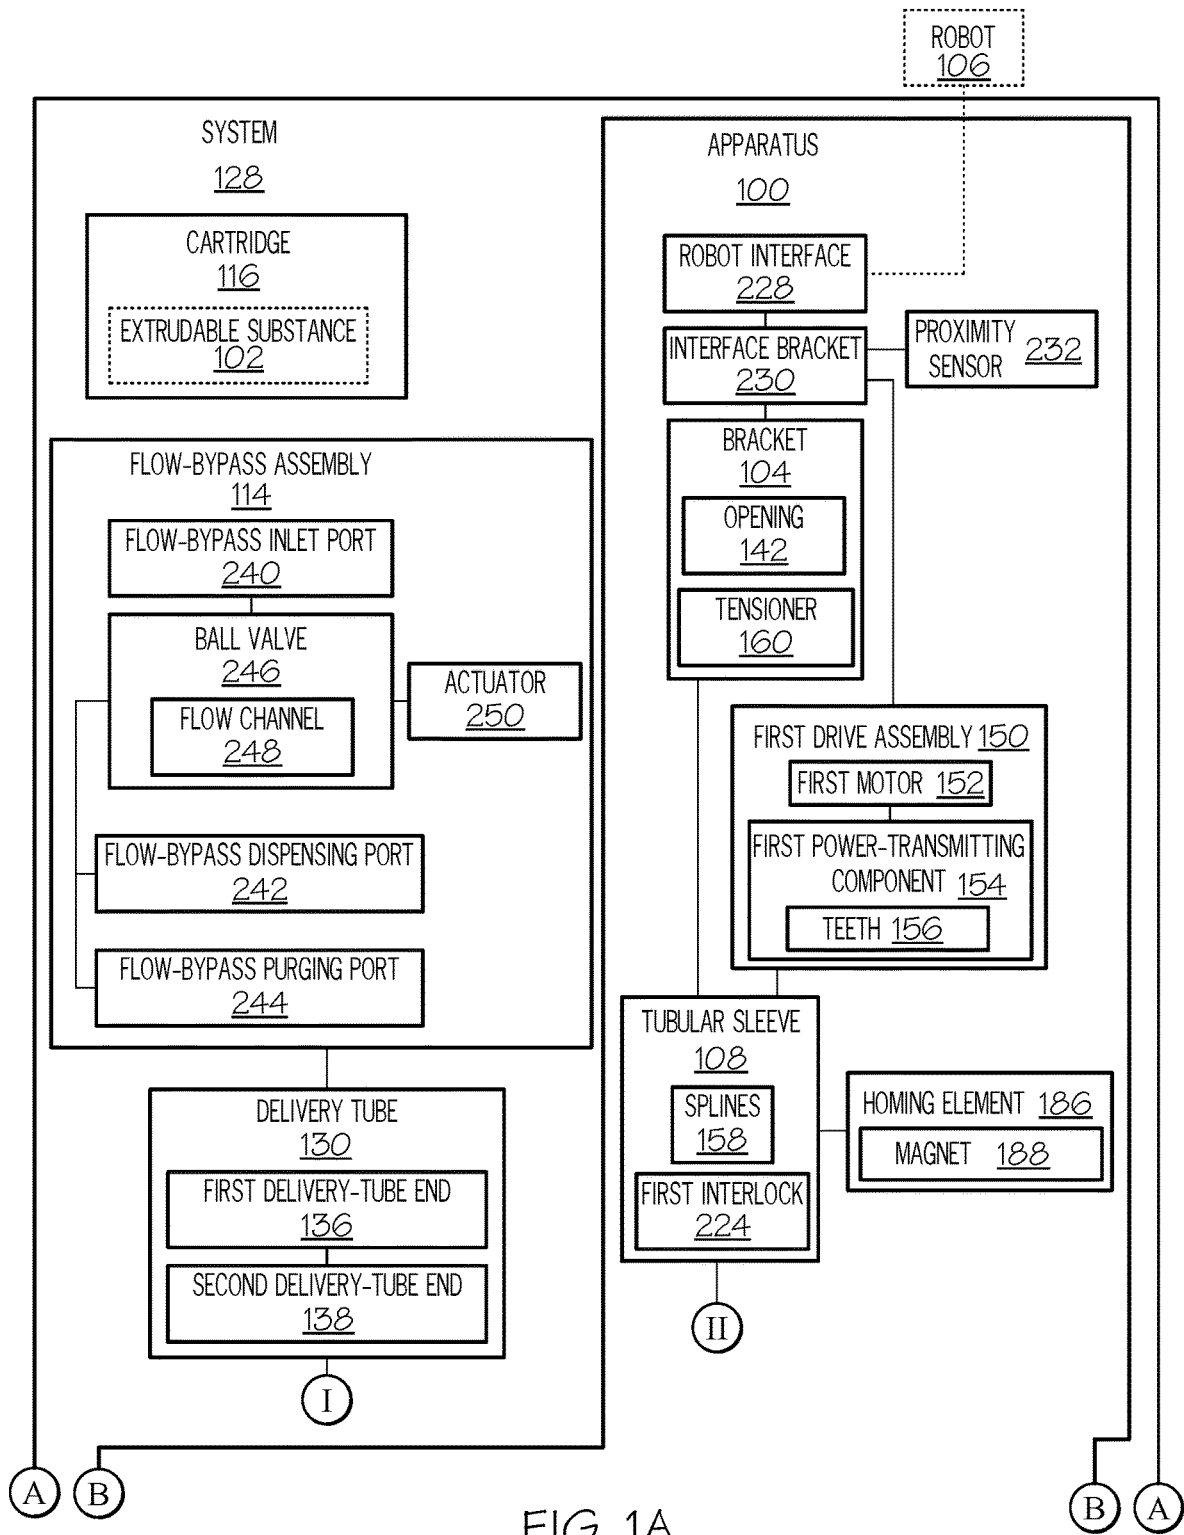 ROBOT
106
SYSTEM
128
CARTRIDGE
116
EXTRUDABLE SUBSTANCE
102
FLOW-BYPASS ASSEMBLY
114
FLOW-BYPASS INLET PORT
240
BALL VALVE
246
FLOW CHANNEL
248
ACTUATOR
250
FLOW-BYPASS DISPENSING PORT
242
FLOW-BYPASS PURGING PORT
244
DELIVERY TUBE
130
FIRST DELIVERY-TUBE END
136
SECOND DELIVERY-TUBE END
138
I
APPARATUS
100
ROBOT INTERFACE
228
INTERFACE BRACKET
230
PROXIMITY
SENSOR 232
BRACKET
104
OPENING
142
TENSIONER
160
FIRST DRIVE ASSEMBLY 150
FIRST MOTOR 152
FIRST POWER-TRANSMITTING
COMPONENT 154
TEETH 156
TUBULAR SLEEVE
108
SPLINES
158
FIRST INTERLOCK
224
HOMING ELEMENT 186
MAGNET 188
II
A
B
B
A
FIG. 1A